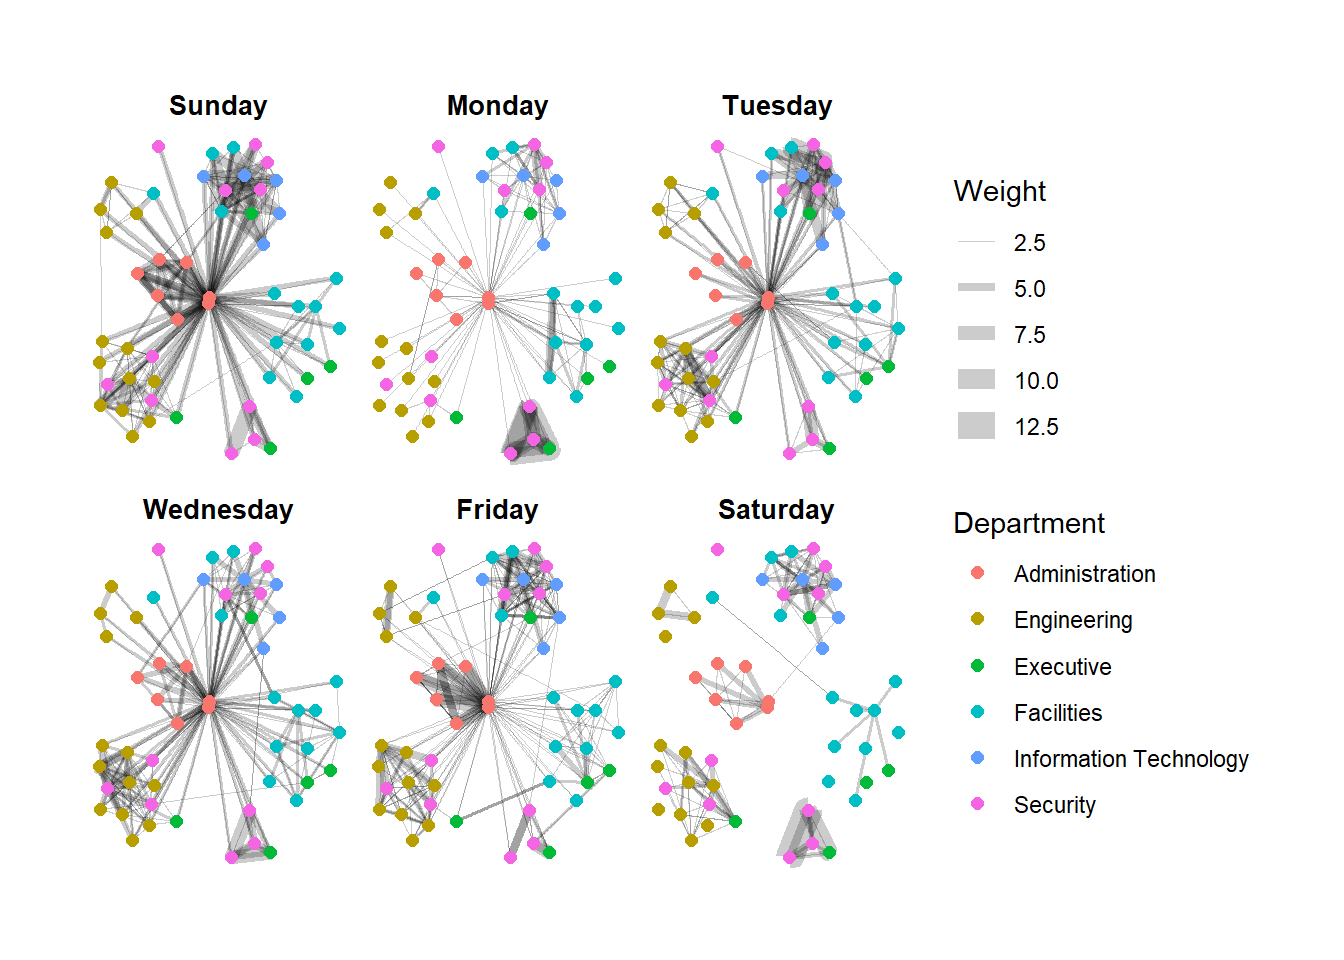 Sunday
Monday
Tuesday
Weight
2.5
5.0
7.5
10.0
12.5
Wednesday
Friday
Saturday
Department
Administration
Engineering
Executive
Facilities
Information Technology
Security